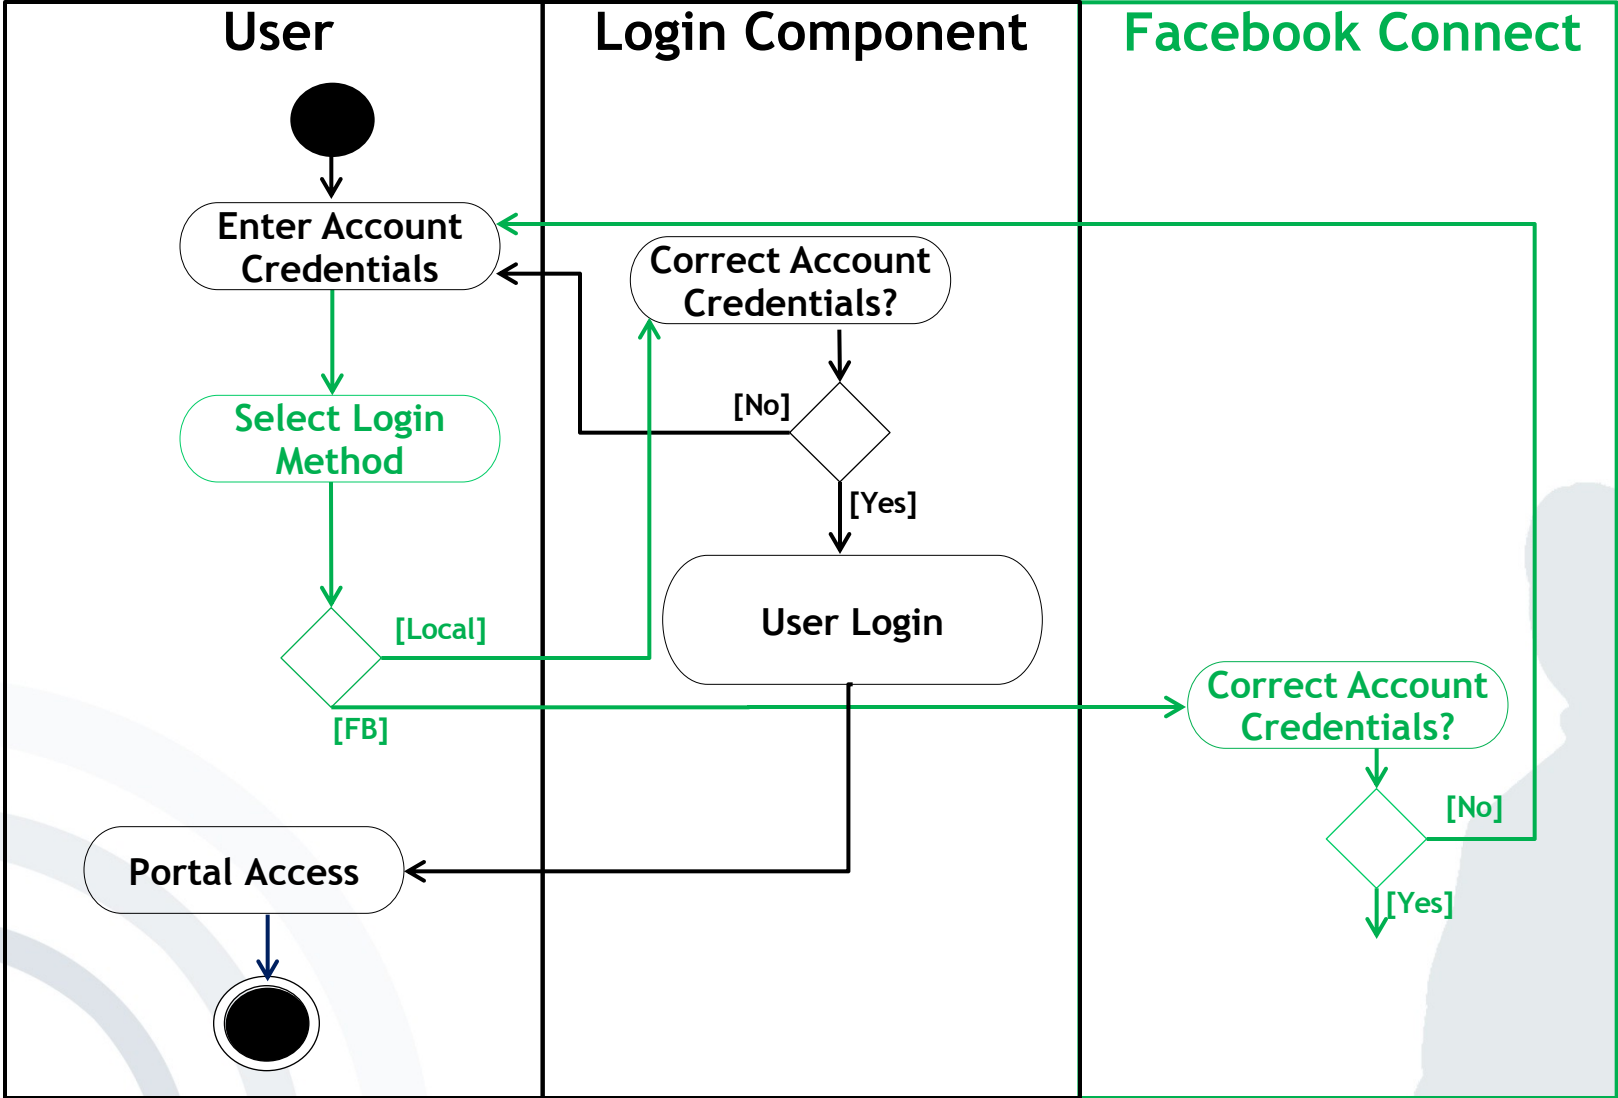 User
Login Component
Facebook Connect
Enter Account
Credentials
Correct Account
Credentials?
[No]
Select Login
Method
[Yes]
User Login
[Local]
[FB]
Correct Account
Credentials?
[No]
Portal Access
[Yes]